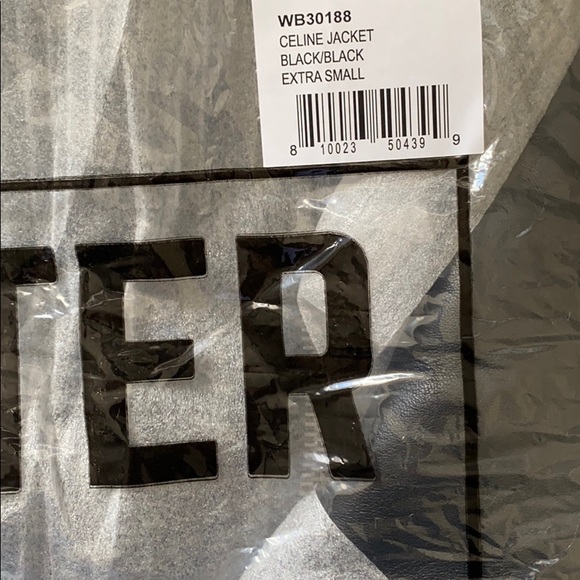 WB30188
CELINE JACKET
BLACK/BLACK
EXTRA SMALL
8 10023 50439 9
TER